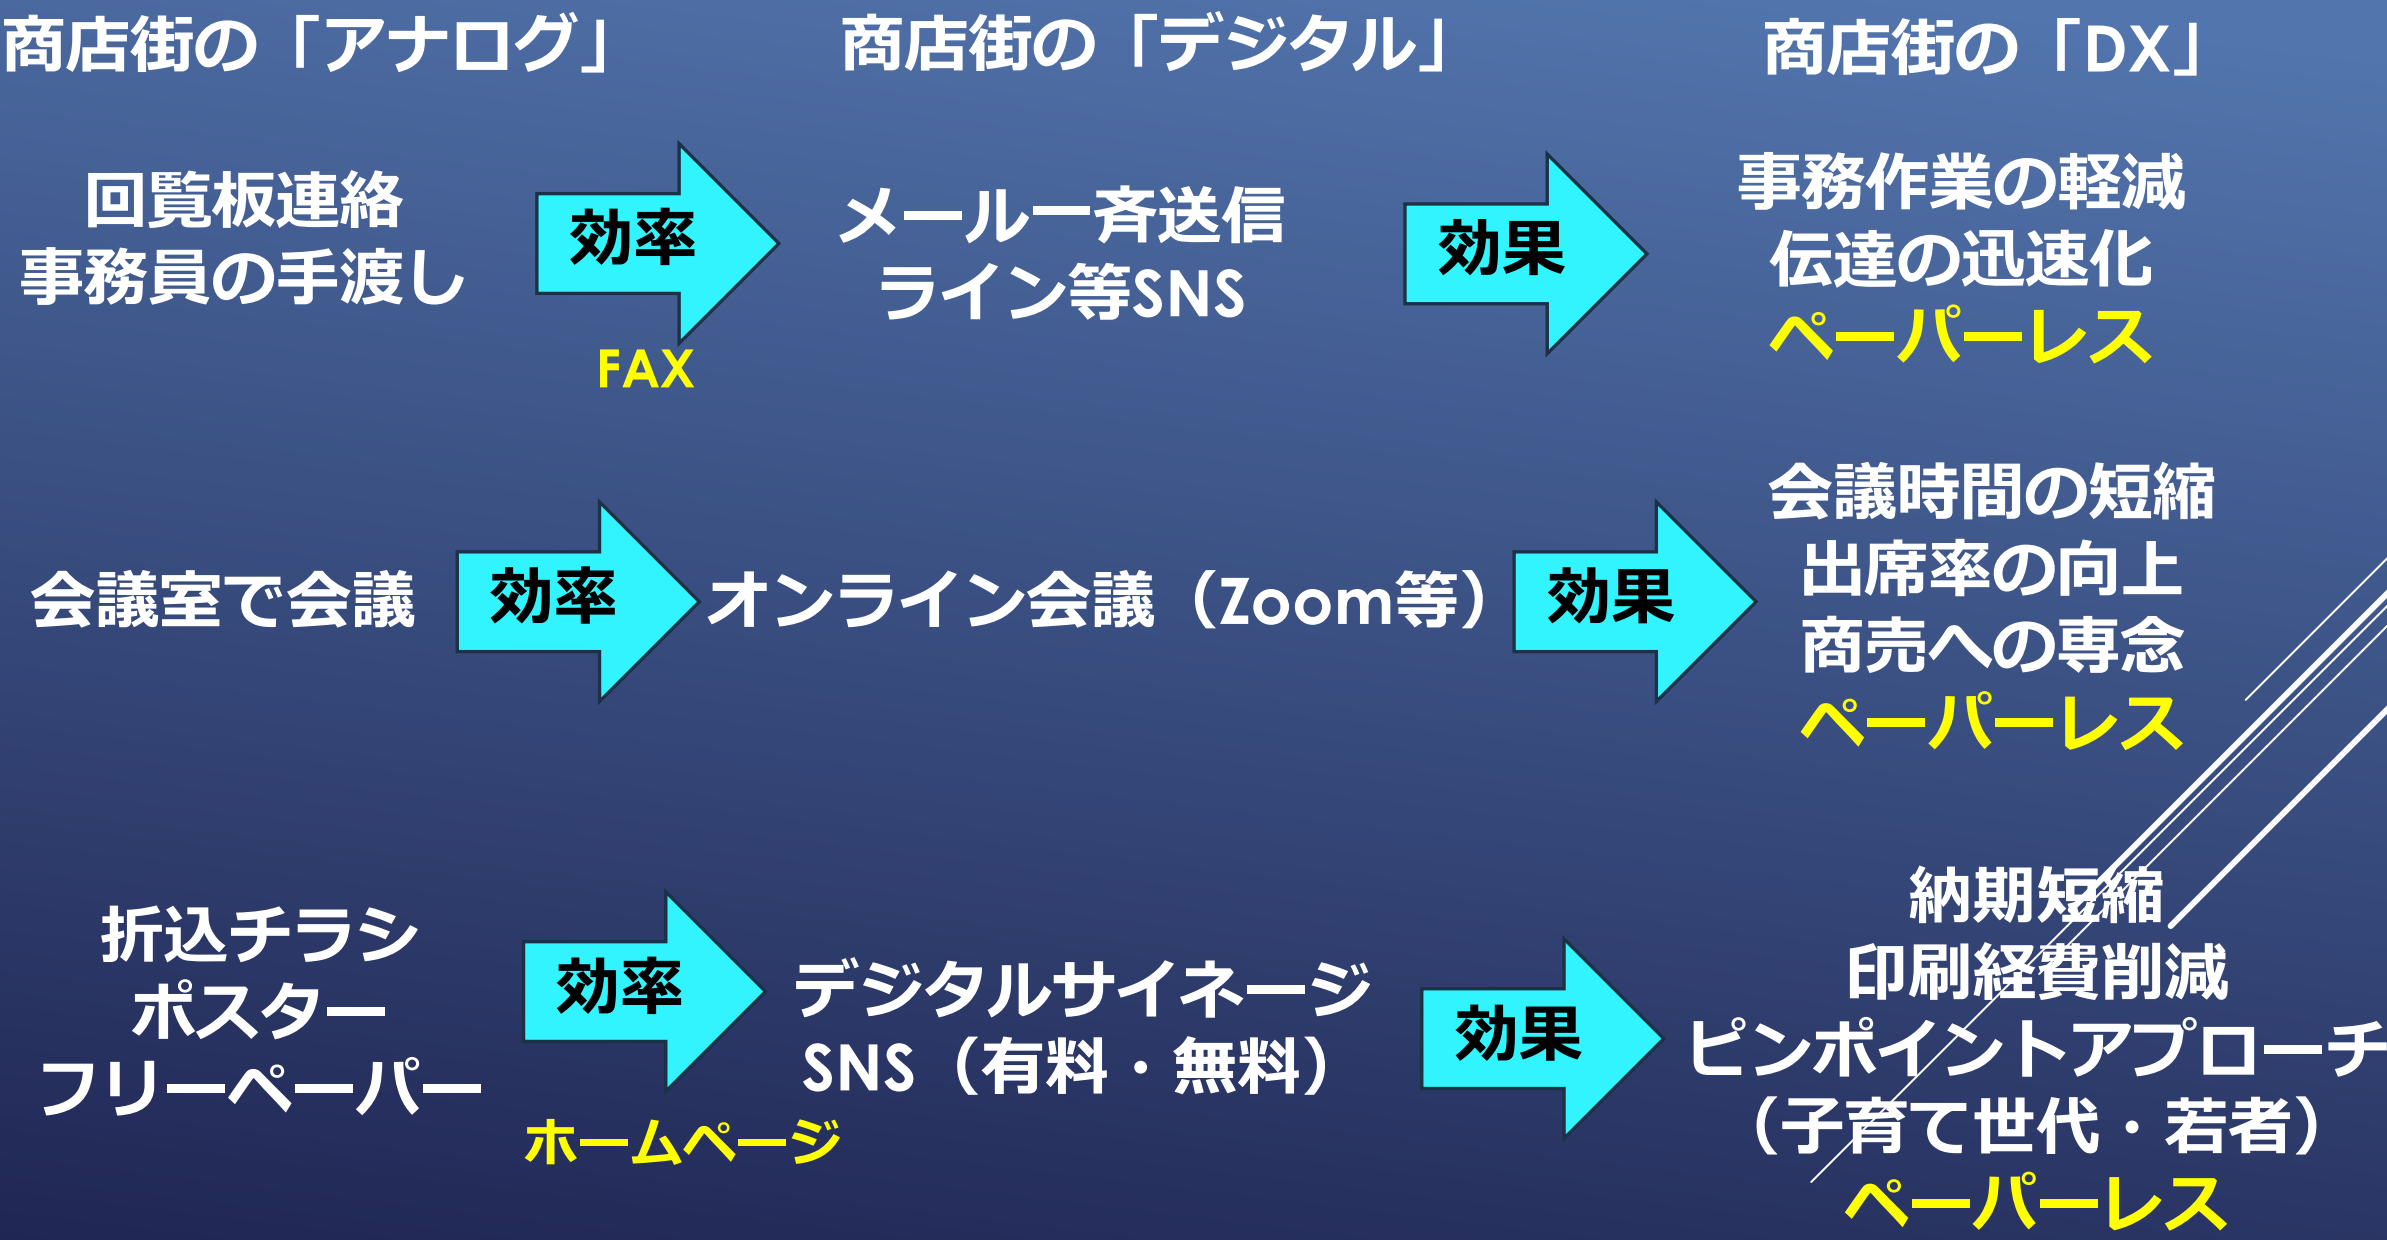 商店街の「アナログ」
商店街の「デジタル」
商店街の「DX」
回覧板連絡
事務員の手渡し
効率
FAX
メール一斉送信
ライン等SNS
効果
事務作業の軽減
伝達の迅速化
ペーパーレス
会議室で会議
効率
オンライン会議（Zoom等）
効果
会議時間の短縮
出席率の向上
商売への専念
ペーパーレス
折込チラシ
ポスター
フリーペーパー
効率
ホームページ
デジタルサイネージ
SNS（有料・無料）
効果
納期短縮
印刷経費削減
ピンポイントアプローチ
（子育て世代・若者）
ペーパーレス